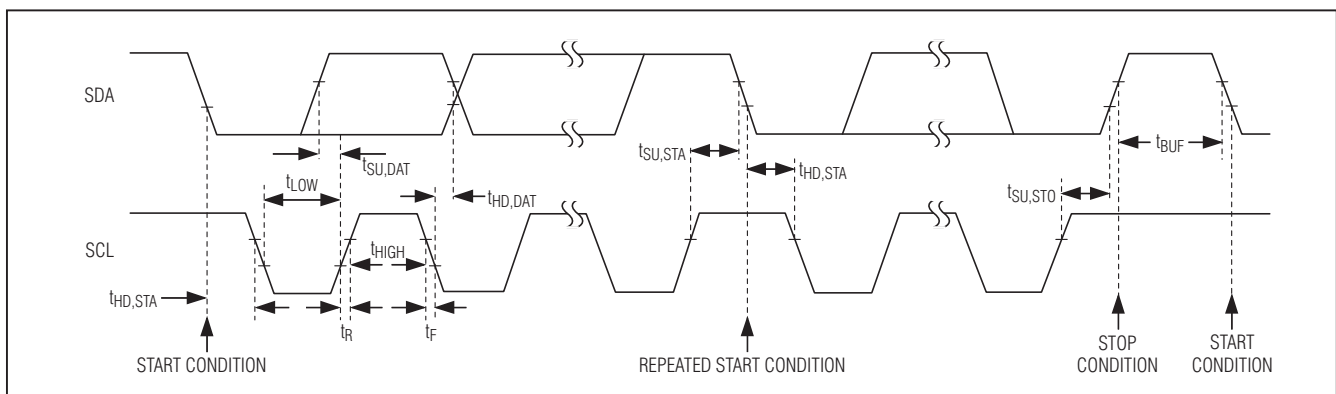 SDA
tSU,DAT
tLOW
tHD,DAT
tSU,STA
tHD,STA
tBUF
tSU,STO
SCL
tHIGH
tHD,STA
tR
tF
START CONDITION
REPEATED START CONDITION
STOP
CONDITION
START
CONDITION